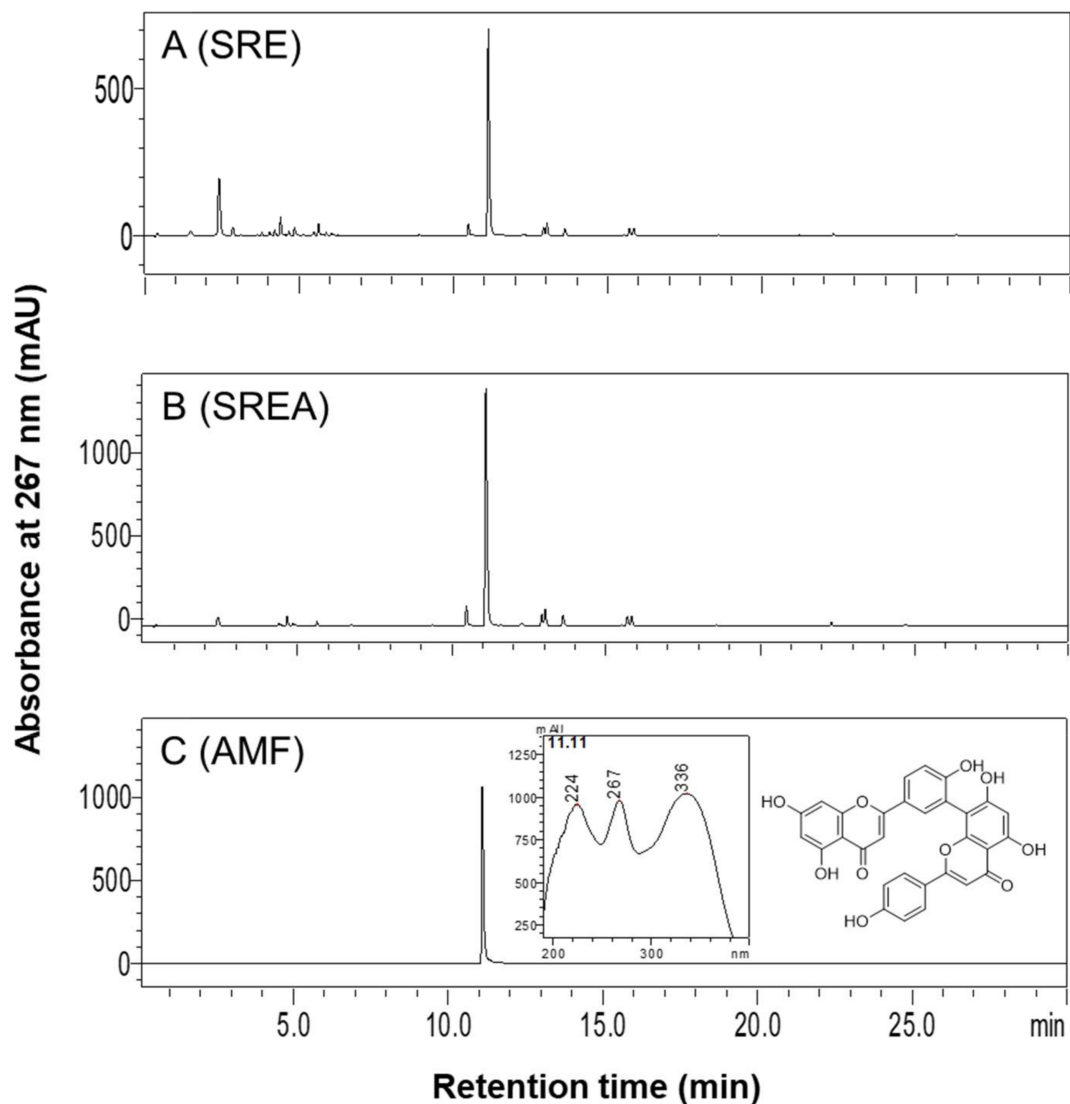 Absorbance at 267 nm (mAU)
A (SRE)
500
0
B (SREA)
1000
500
0
C (AMF)
1000
500
0
mAU
11.11
1250
1000
750
500
250
224
267
336
200
300
nm
OH
OH
HO
O
O
OH
OH
O
O
HO
5.0
10.0
15.0
20.0
25.0
min
Retention time (min)